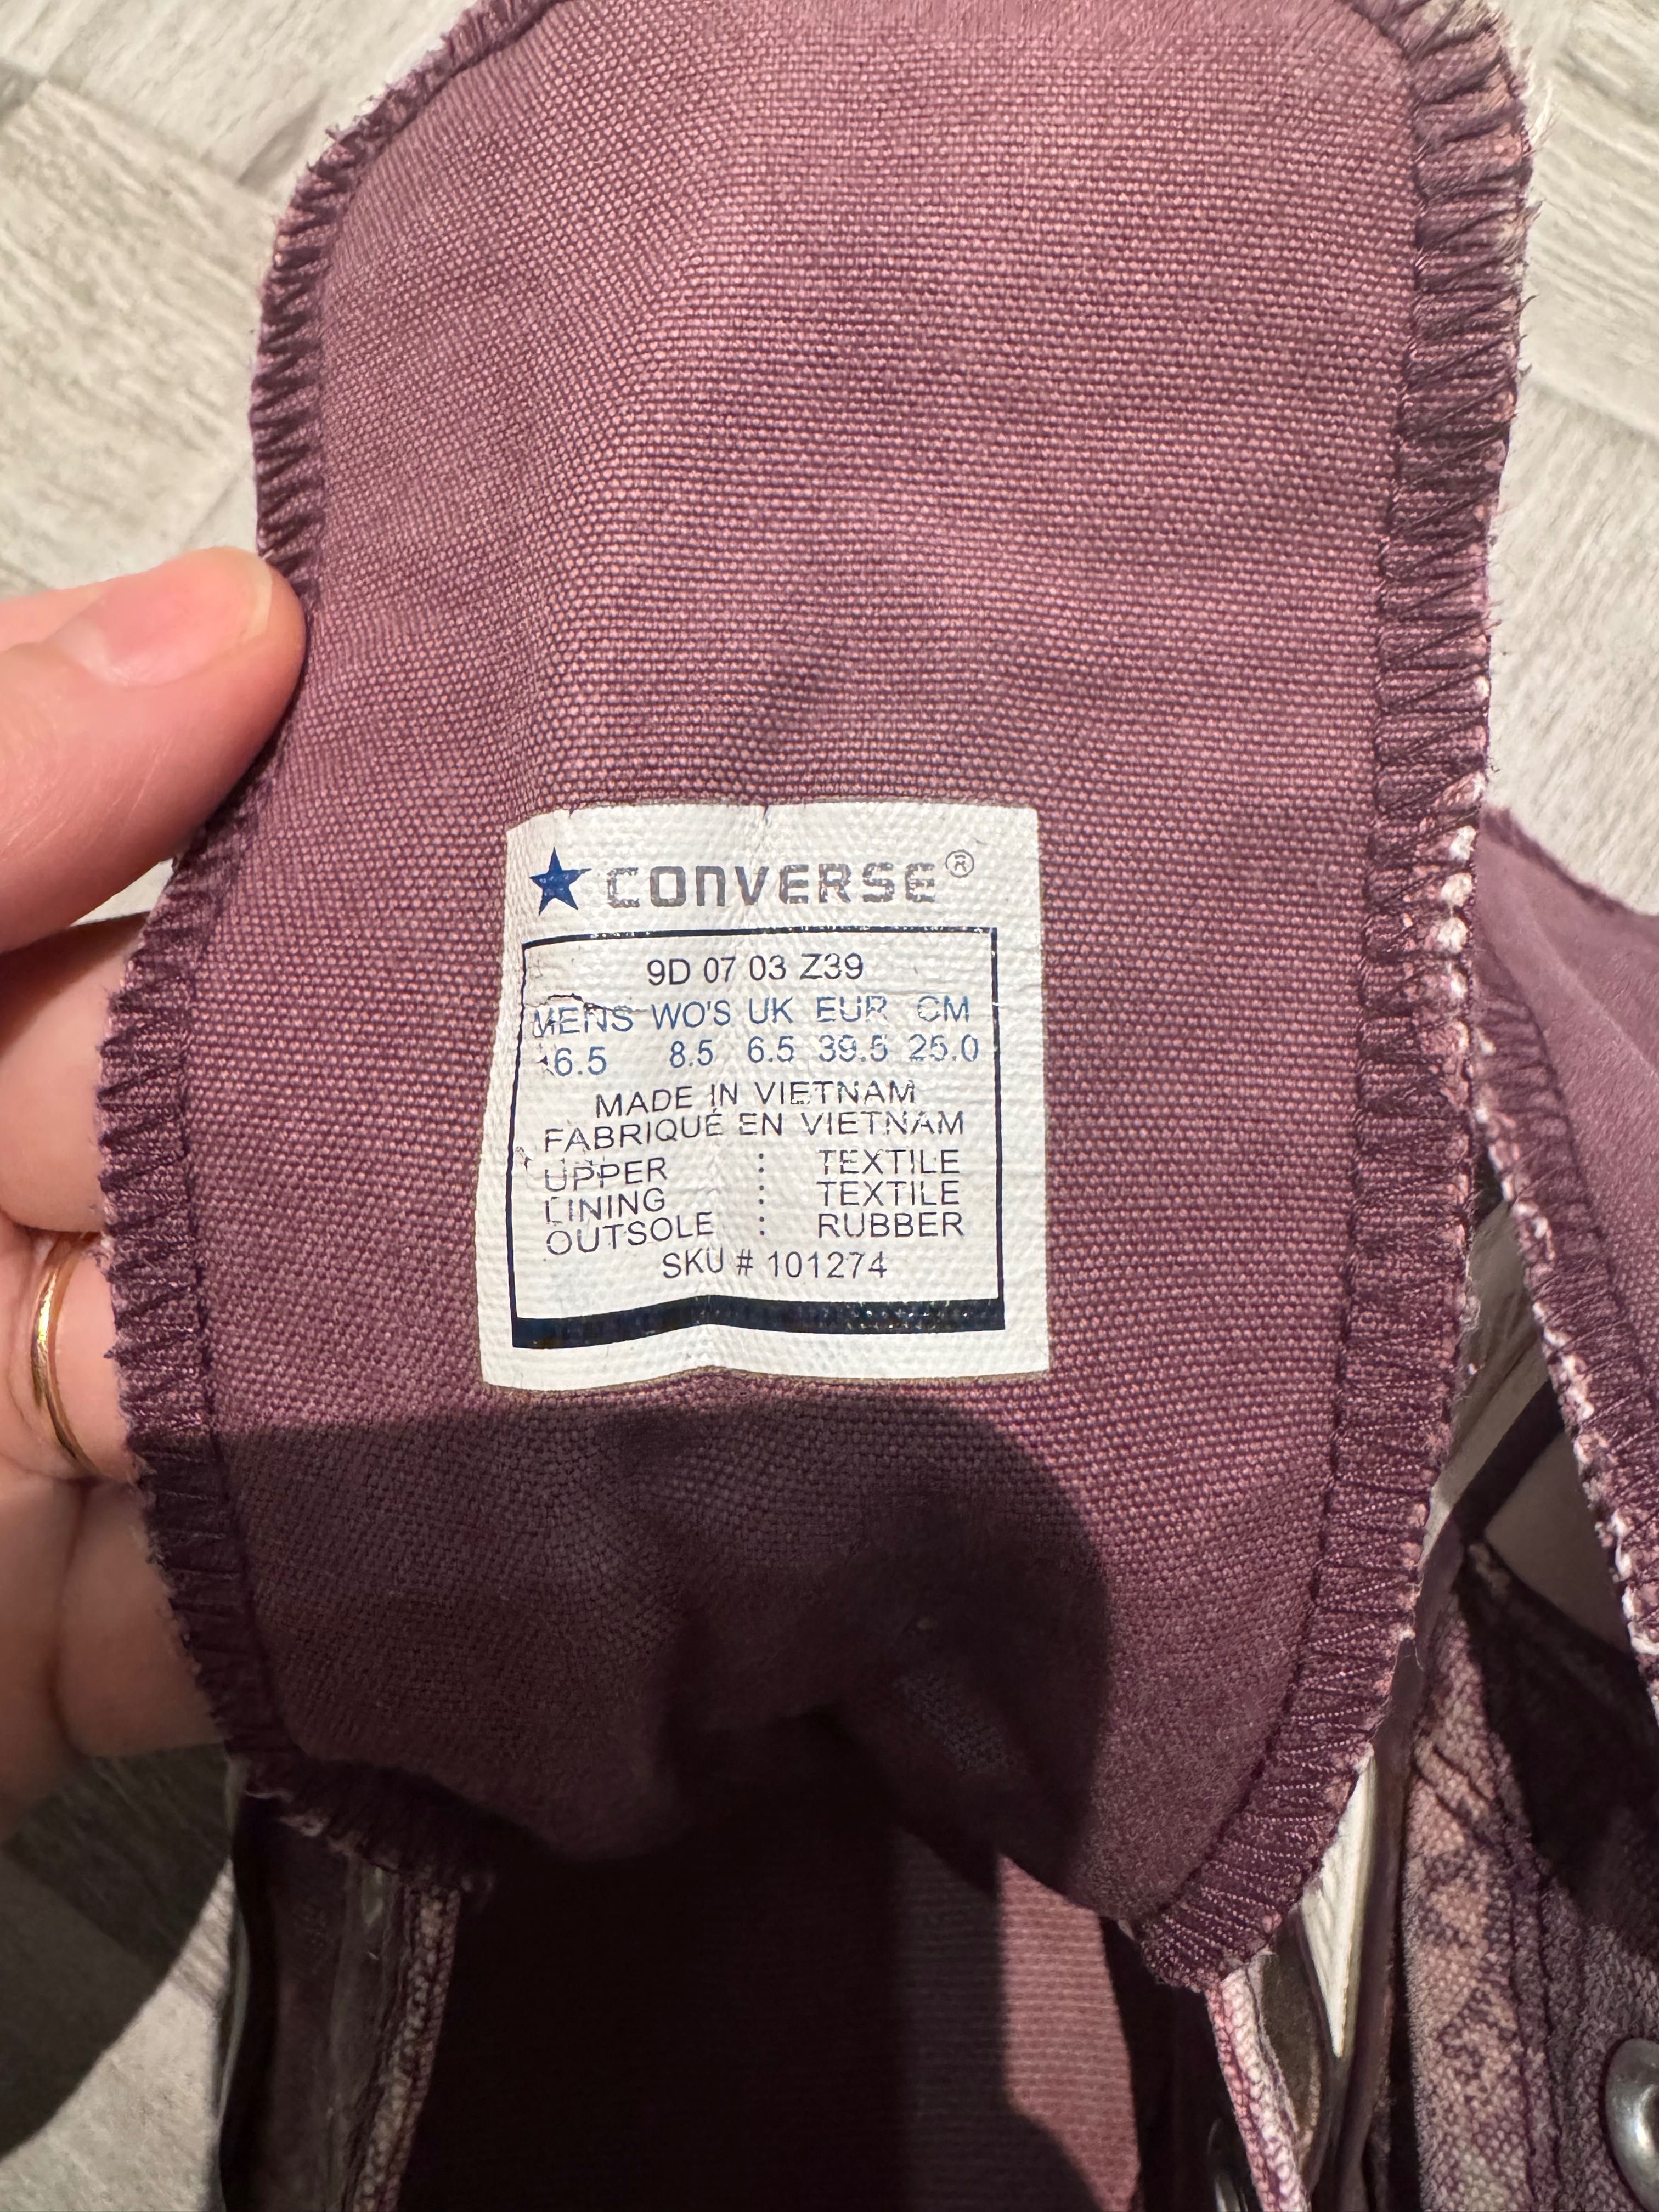 CONVERSE®
9D 07 03 Z39
MENS WO'S UK EUR CM
6.5 8.5 6.5 39.5 25.0
MADE IN VIETNAM
FABRIQUÉ EN VIETNAM
UPPER : TEXTILE
LINING : TEXTILE
OUTSOLE : RUBBER
SKU # 101274